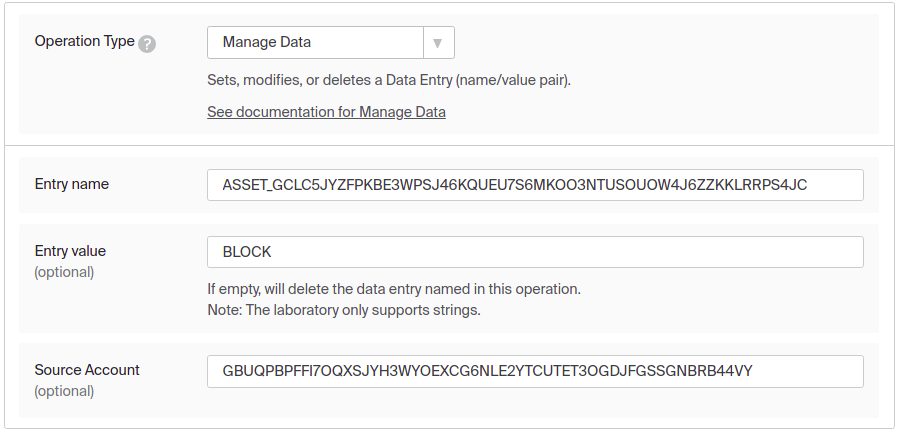 Operation Type ?
Manage Data
Sets, modifies, or deletes a Data Entry (name/value pair).
See documentation for Manage Data
Entry name
ASSET_GCLC5JYZFPKBE3WPSJ46KQUEU7S6MKOO3NTUSOUOW4J6ZZKKLRRPS4JC
Entry value
(optional)
BLOCK
If empty, will delete the data entry named in this operation.
Note: The laboratory only supports strings.
Source Account
(optional)
GBUQPBPFFI7OQXSJYH3WYOEXCG6NLE2YTCUTET3OGDJFGSSGNBRB44VY